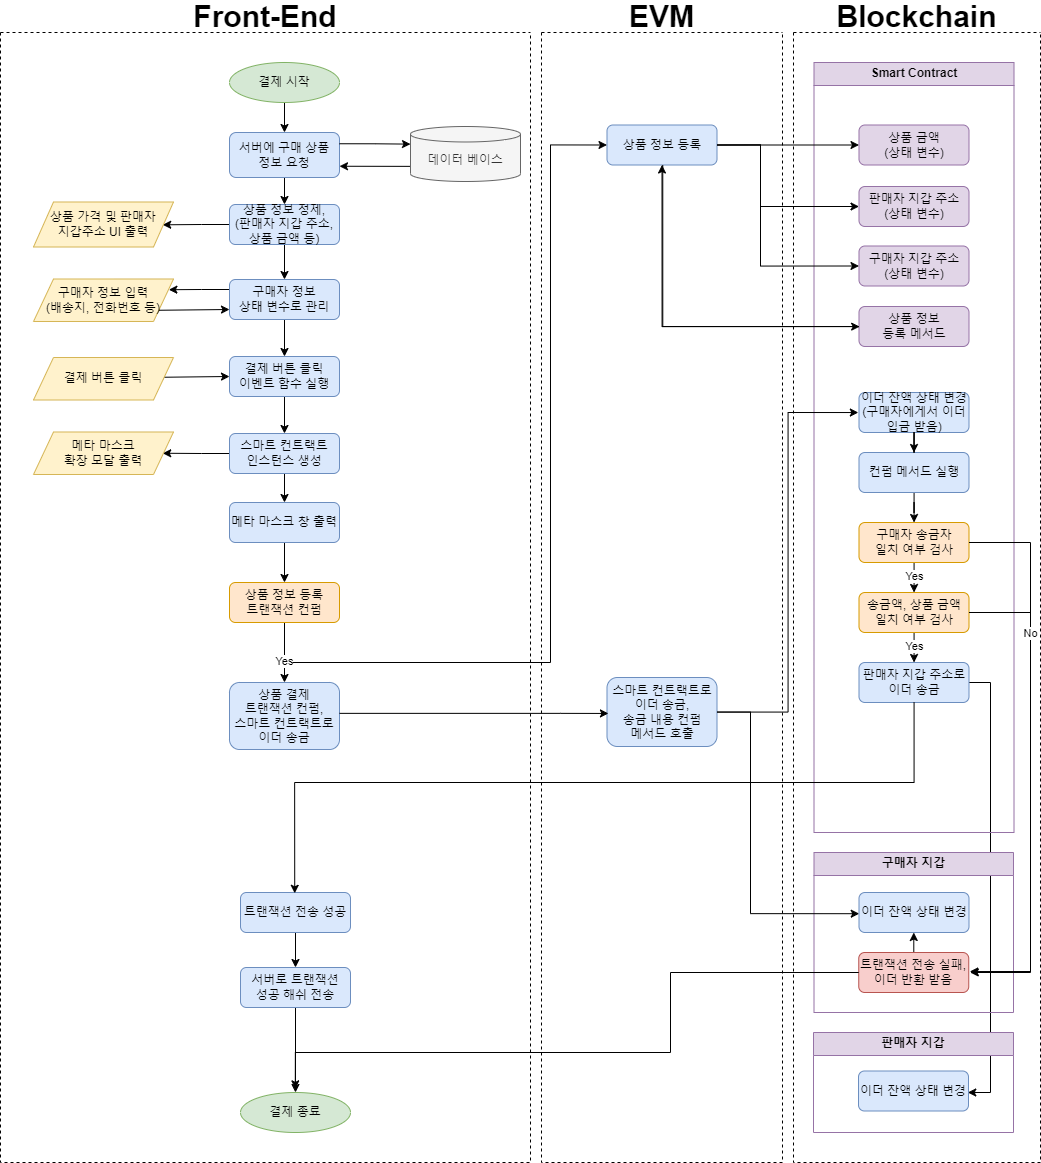 Front-End
EVM
Blockchain
결제 시작
서버에 구매 상품
정보 요청
데이터 베이스
상품 정보 정제,
(판매자 지갑 주소,
상품 금액 등)
상품 가격 및 판매자
지갑주소 UI 출력
구매자 정보
상태 변수로 관리
구매자 정보 입력
(배송지, 전화번호 등)
결제 버튼 클릭
이벤트 함수 실행
결제 버튼 클릭
스마트 컨트랙트
인스턴스 생성
메타 마스크
확장 모달 출력
메타 마스크 창 출력
상품 정보 등록
트랜잭션 컨펌
Yes
상품 결제
트랜잭션 컨펌,
스마트 컨트랙트로
이더 송금
트랜잭션 전송 성공
서버로 트랜잭션
성공 해쉬 전송
결제 종료
상품 정보 등록
스마트 컨트랙트로
이더 송금,
송금 내용 컨펌
메서드 호출
Smart Contract
상품 금액
(상태 변수)
판매자 지갑 주소
(상태 변수)
구매자 지갑 주소
(상태 변수)
상품 정보
등록 메서드
이더 잔액 상태 변경
(구매자에게서 이더
입금 받음)
컨펌 메서드 실행
구매자 송금자
일치 여부 검사
Yes
송금액, 상품 금액
일치 여부 검사
No
Yes
판매자 지갑 주소로
이더 송금
구매자 지갑
이더 잔액 상태 변경
트랜잭션 전송 실패,
이더 반환 받음
판매자 지갑
이더 잔액 상태 변경